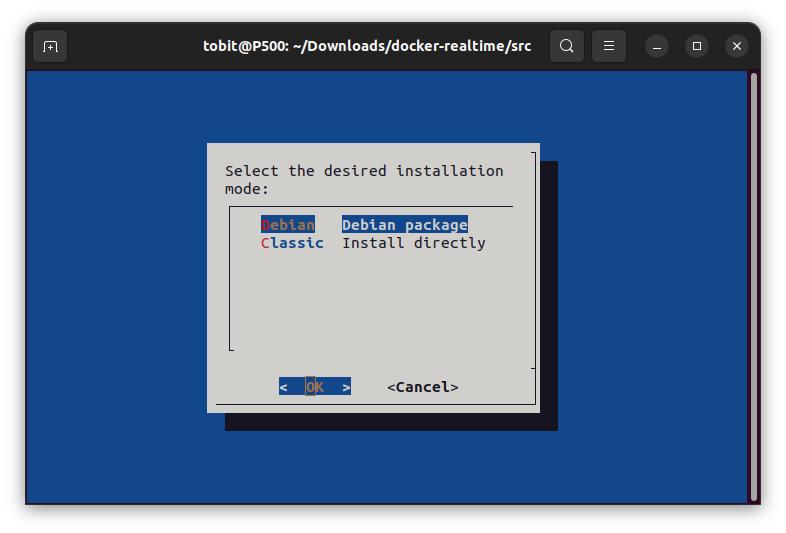 tobit@P500: ~/Downloads/docker-realtime/src
Select the desired installation
mode:
Debian Debian package
Classic Install directly
< OK > <Cancel>